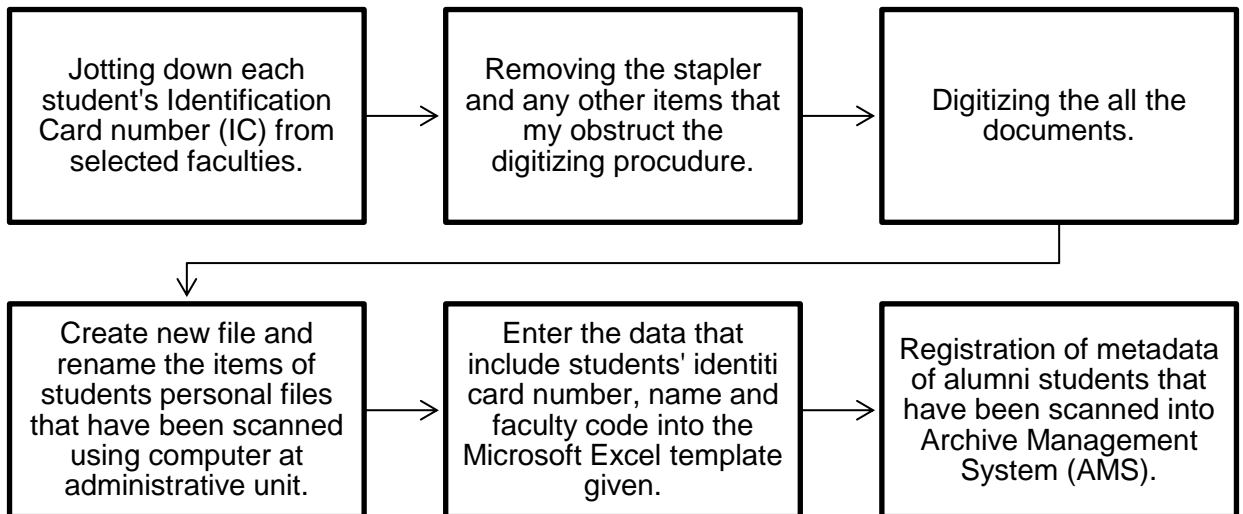 Jotting down each
student's Identification
Card number (IC) from
selected faculties.
Removing the stapler
and any other items that
my obstruct the
digitizing procudure.
Digitizing the all the
documents.
Create new file and
rename the items of
students personal files
that have been scanned
using computer at
administrative unit.
Enter the data that
include students' identiti
card number, name and
faculty code into the
Microsoft Excel template
given.
Registration of metadata
of alumni students that
have been scanned into
Archive Management
System (AMS).